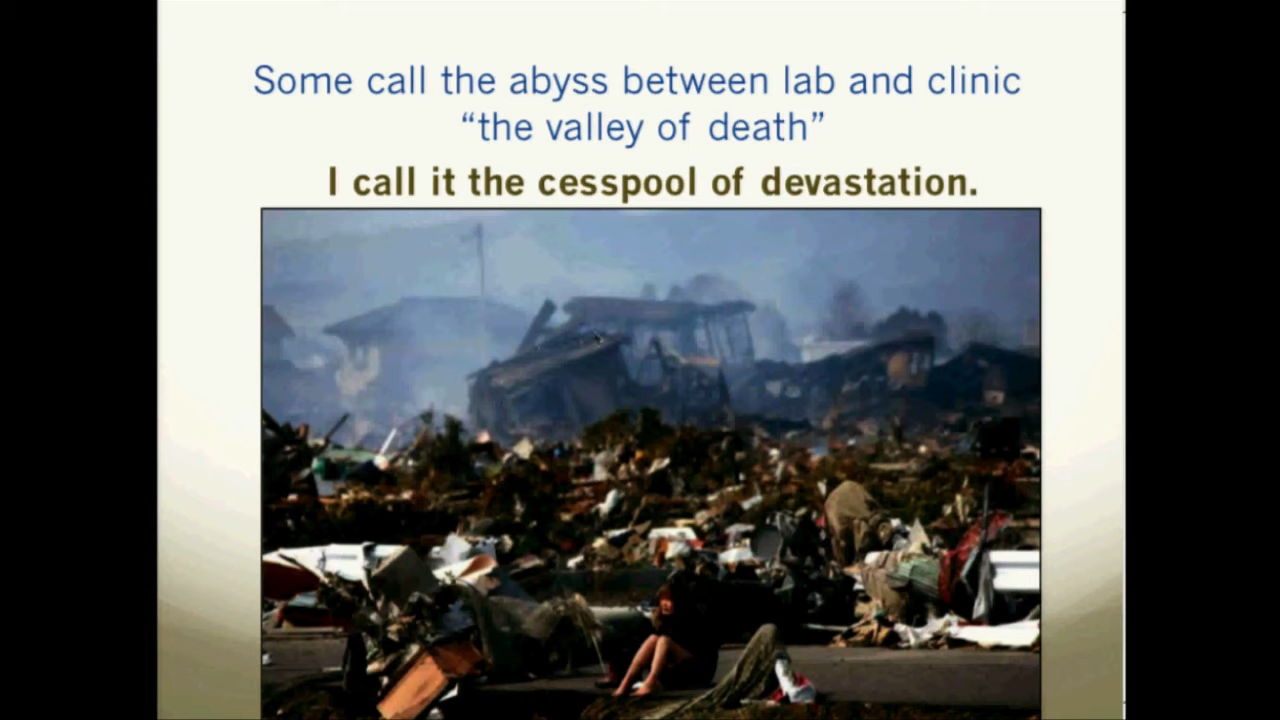 Some call the abyss between lab and clinic
“the valley of death”
I call it the cesspool of devastation.